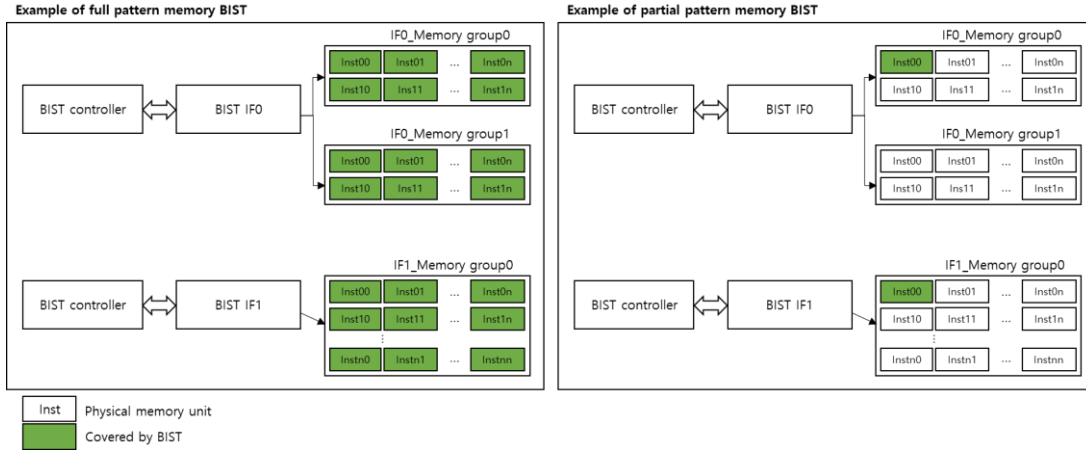 Example of full pattern memory BIST
IF0_Memory group0
Inst00 Inst01 ... Inst0n
Inst10 Ins11 ... Inst1n
BIST controller BIST IF0
IF0_Memory group1
Inst00 Inst01 ... Inst0n
Inst10 Ins11 ... Inst1n
IF1_Memory group0
Inst00 Inst01 ... Inst0n
BIST controller BIST IF1
Inst10 Inst11 ... Inst1n
Instn0 Instn1 ... Instnn
Example of partial pattern memory BIST
IF0_Memory group0
Inst00 Inst01 ... Inst0n
Inst10 Ins11 ... Inst1n
BIST controller BIST IF0
IF0_Memory group1
Inst00 Inst01 ... Inst0n
Inst10 Ins11 ... Inst1n
IF1_Memory group0
Inst00 Inst01 ... Inst0n
BIST controller BIST IF1
Inst10 Inst11 ... Inst1n
Instn0 Instn1 ... Instnn
Inst Physical memory unit
Covered by BIST